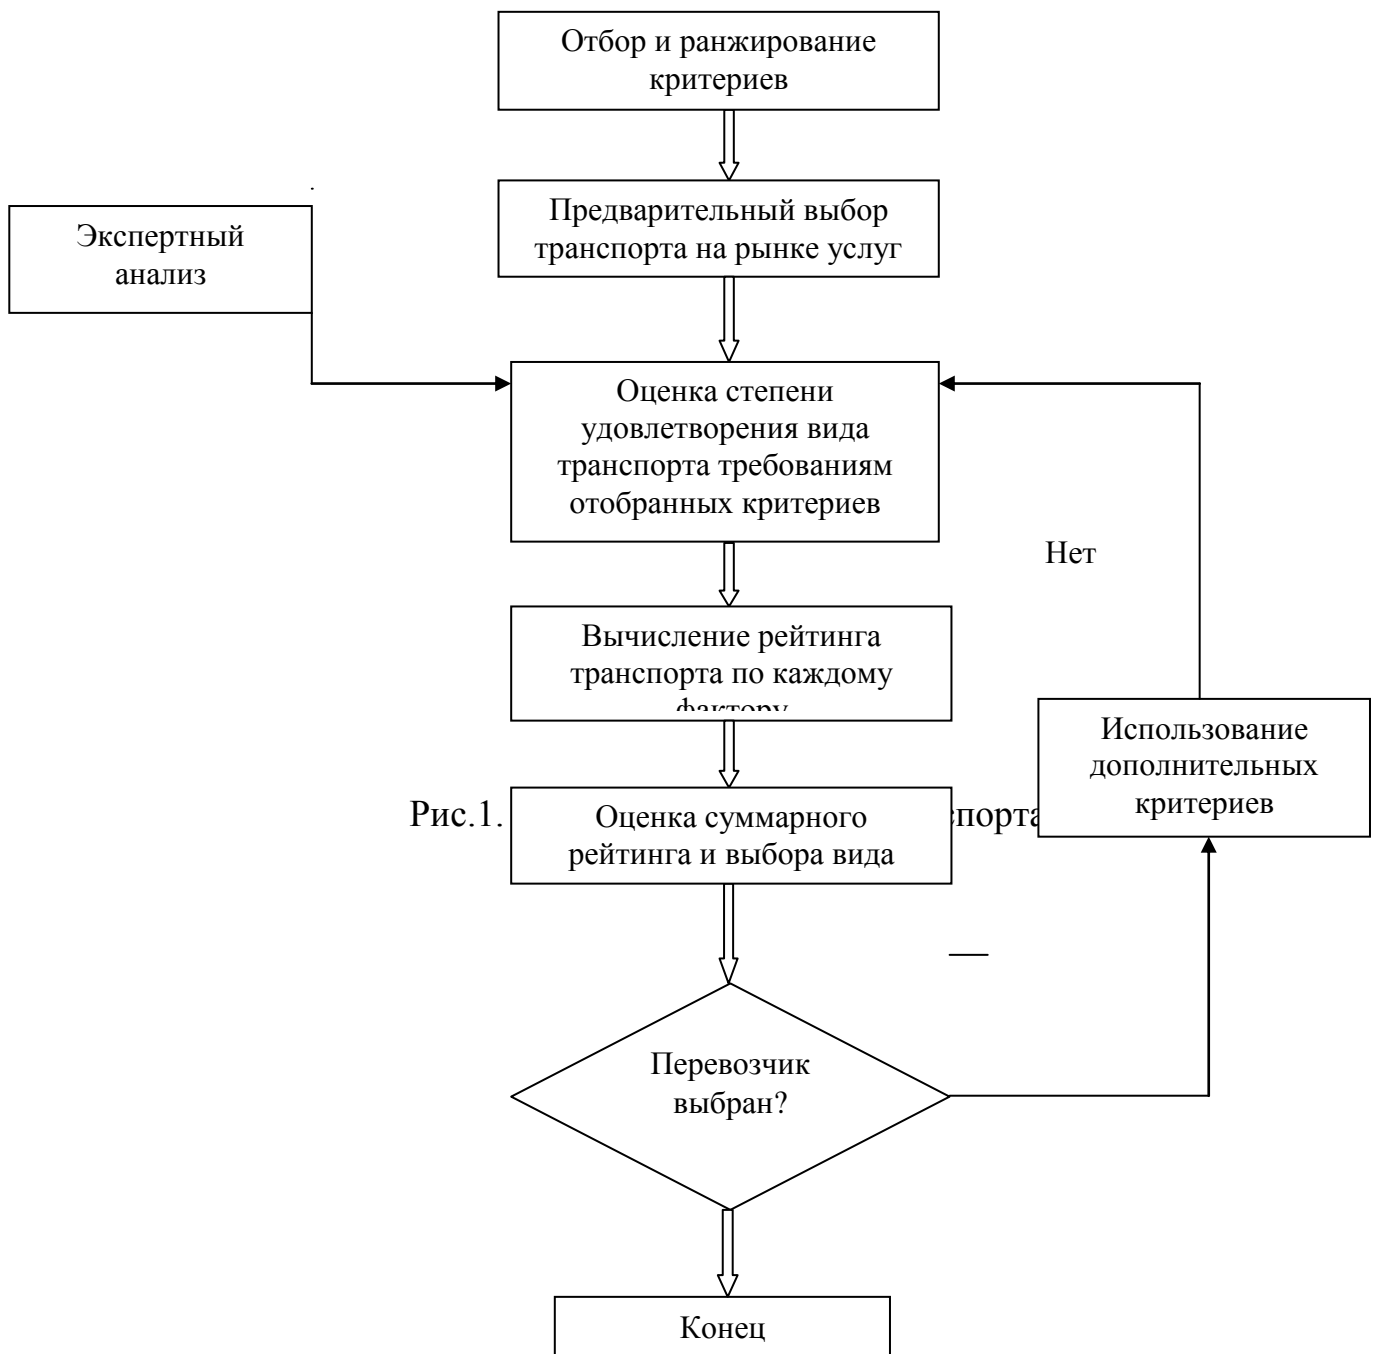 Отбор и ранжирование
критериев
Предварительный выбор
транспорта на рынке услуг
Экспертный
анализ
Оценка степени
удовлетворения вида
транспорта требованиям
отобранных критериев
Нет
Вычисление рейтинга
транспорта по каждому
фактору
Использование
дополнительных
критериев
Рис.1.
спорта
Оценка суммарного
рейтинга и выбора вида
Перевозчик
выбран?
Конец